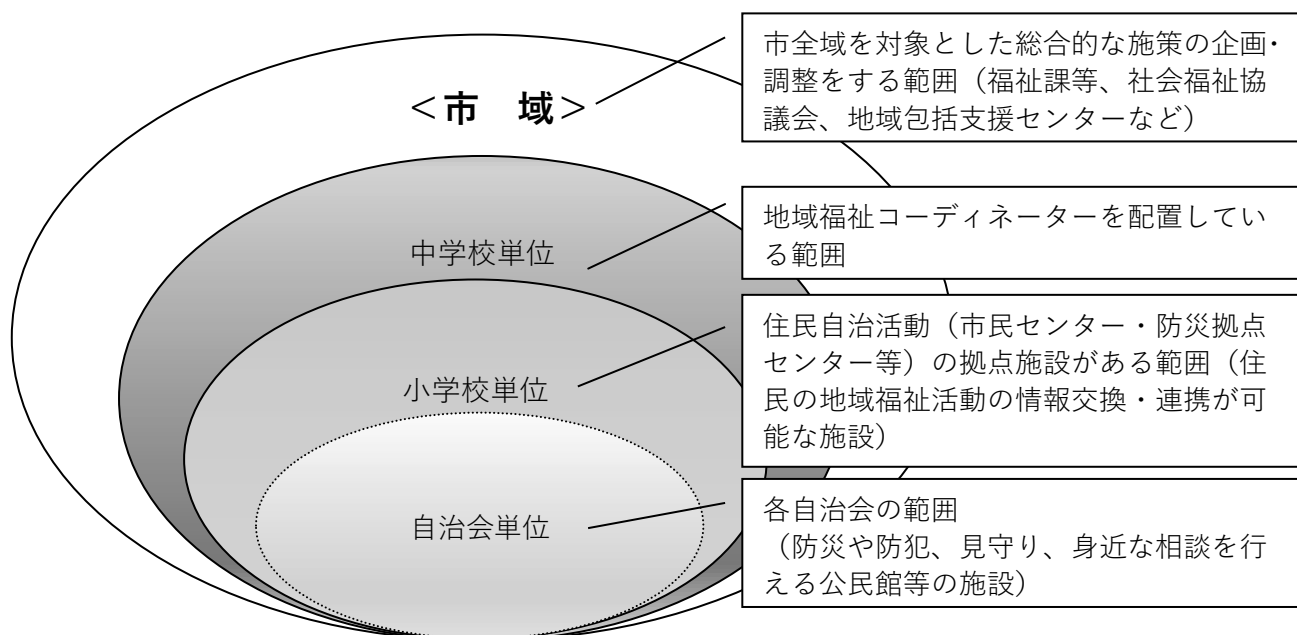 市全域を対象とした総合的な施策の企画・
調整をする範囲（福祉課等、社会福祉協
議会、地域包括支援センターなど）
＜市　域＞
地域福祉コーディネーターを配置してい
る範囲
中学校単位
住民自治活動（市民センター・防災拠点
センター等）の拠点施設がある範囲（住
民の地域福祉活動の情報交換・連携が可
能な施設）
小学校単位
各自治会の範囲
（防災や防犯、見守り、身近な相談を行
える公民館等の施設）
自治会単位